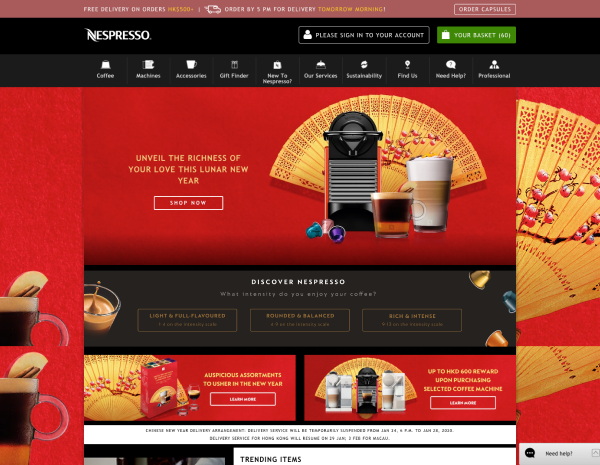 FREE DELIVERY ON ORDERS HK$500+ | ORDER BY 5 PM FOR DELIVERY TOMORROW MORNING!
ORDER CAPSULES
NESPRESSO.
PLEASE SIGN IN TO YOUR ACCOUNT
YOUR BASKET (60)
Coffee
Machines
Accessories
Gift Finder
New To
Nespresso?
Our Services
Sustainability
Find Us
Need Help?
Professional
UNVEIL THE RICHNESS OF
YOUR LOVE THIS LUNAR NEW
YEAR
SHOP NOW
DISCOVER NESPRESSO
What intensity do you enjoy your coffee?
LIGHT & FULL-FLAVOURED
on the intensity scale
ROUNDED & BALANCED
on the intensity scale
RICH & INTENSE
on the intensity scale
AUSPICIOUS ASSORTMENTS
TO USHER IN THE NEW YEAR
LEARN MORE
UP TO HKD 600 REWARD
UPON PURCHASING
SELECTED COFFEE MACHINE
LEARN MORE
CHINESE NEW YEAR DELIVERY ARRANGEMENT: DELIVERY SERVICE WILL BE TEMPORARILY SUSPENDED FROM JAN 24, 6 P.M. TO JAN 28, 2020.
DELIVERY SERVICE FOR HONG KONG WILL RESUME ON 29 JAN, 3 FEB FOR MACAU.
TRENDING ITEMS
Need help?